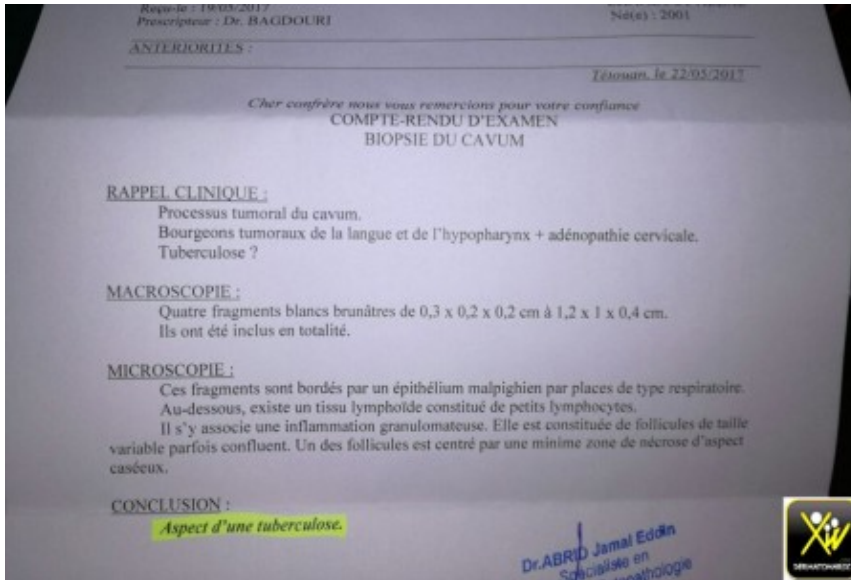 Reçu-le : 19/05/2017
Prescripteur : Dr. BAGDOURI
Né(e) : 2001
ANTERIORITES :
Tétouan, le 22/05/2017
Cher confrère nous vous remercions pour votre confiance
COMPTE-RENDU D'EXAMEN
BIOPSIE DU CAVUM
RAPPEL CLINIQUE :
Processus tumoral du cavum.
Bourgeons tumoraux de la langue et de l'hypopharynx + adénopathie cervicale.
Tuberculose ?
MACROSCOPIE :
Quatre fragments blancs brunâtres de 0,3 x 0,2 x 0,2 cm à 1,2 x 1 x 0,4 cm.
Ils ont été inclus en totalité.
MICROSCOPIE :
Ces fragments sont bordés par un épithélium malpighien par places de type respiratoire.
Au-dessous, existe un tissu lymphoïde constitué de petits lymphocytes.
Il s'y associe une inflammation granulomateuse. Elle est constituée de follicules de taille
variable parfois confluent. Un des follicules est centré par une minime zone de nécrose d'aspect
caséeux.
CONCLUSION :
Aspect d'une tuberculose.
Dr.ABRID Jamal Eddin
Spécialiste en